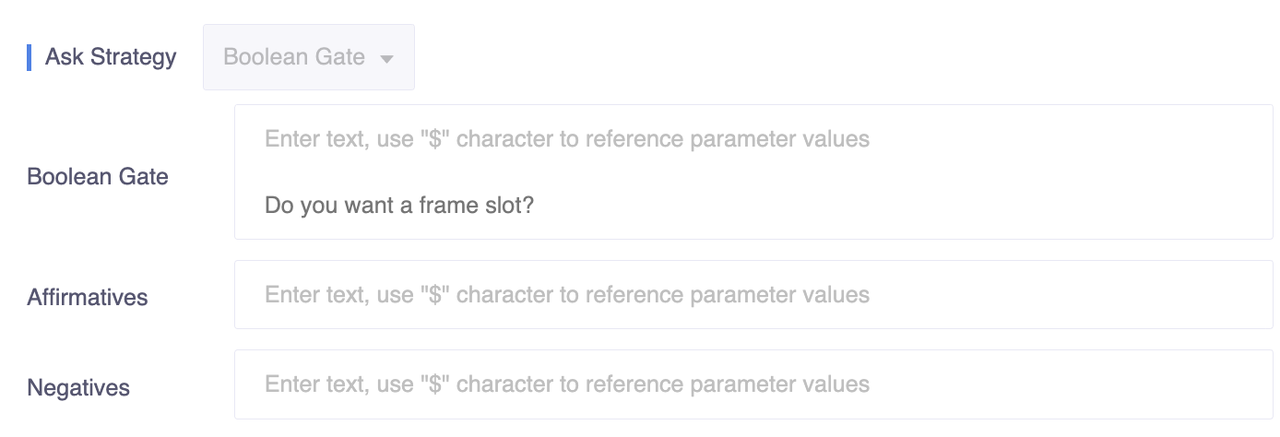 Ask Strategy
Boolean Gate
Boolean Gate
Enter text, use "$" character to reference parameter values
Do you want a frame slot?
Affirmatives
Enter text, use "$" character to reference parameter values
Negatives
Enter text, use "$" character to reference parameter values